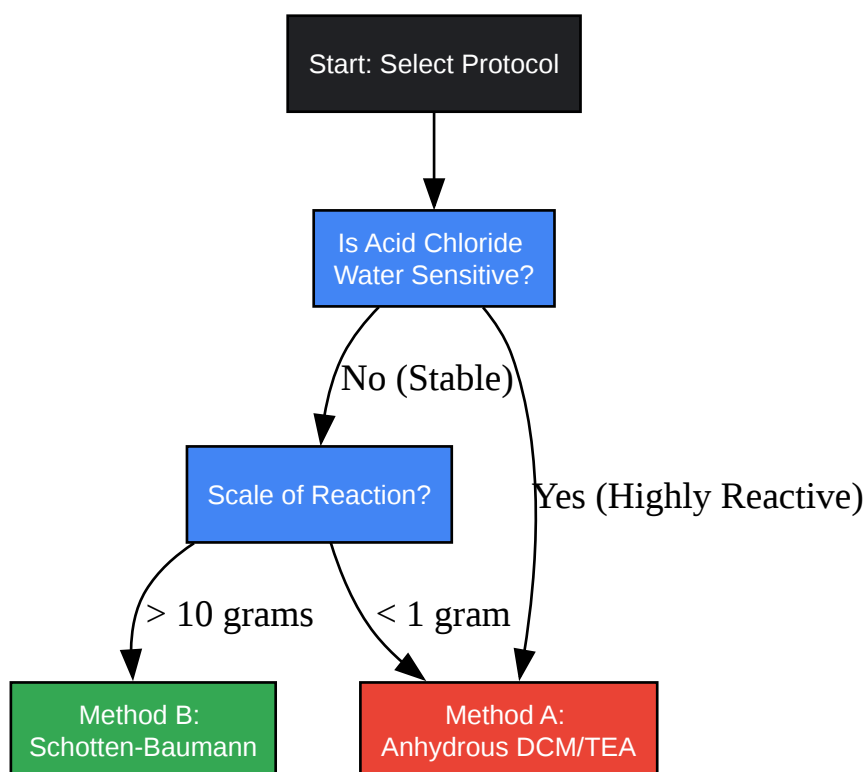 Start: Select Protocol
Is Acid Chloride
Water Sensitive?
No (Stable)
Scale of Reaction?
Yes (Highly Reactive)
> 10 grams
< 1 gram
Method B:
Schotten-Baumann
Method A:
Anhydrous DCM/TEA